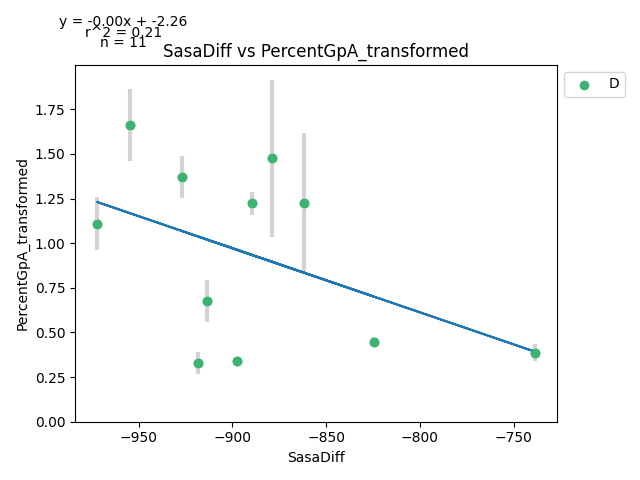 y = -0.00x + -2.26
r^2 = 0.21
n = 11
SasaDiff vs PercentGpA_transformed
D
PercentGpA_transformed
1.75
1.50
1.25
1.00
0.75
0.50
0.25
0.00
−950 −900 −850 −800 −750
SasaDiff